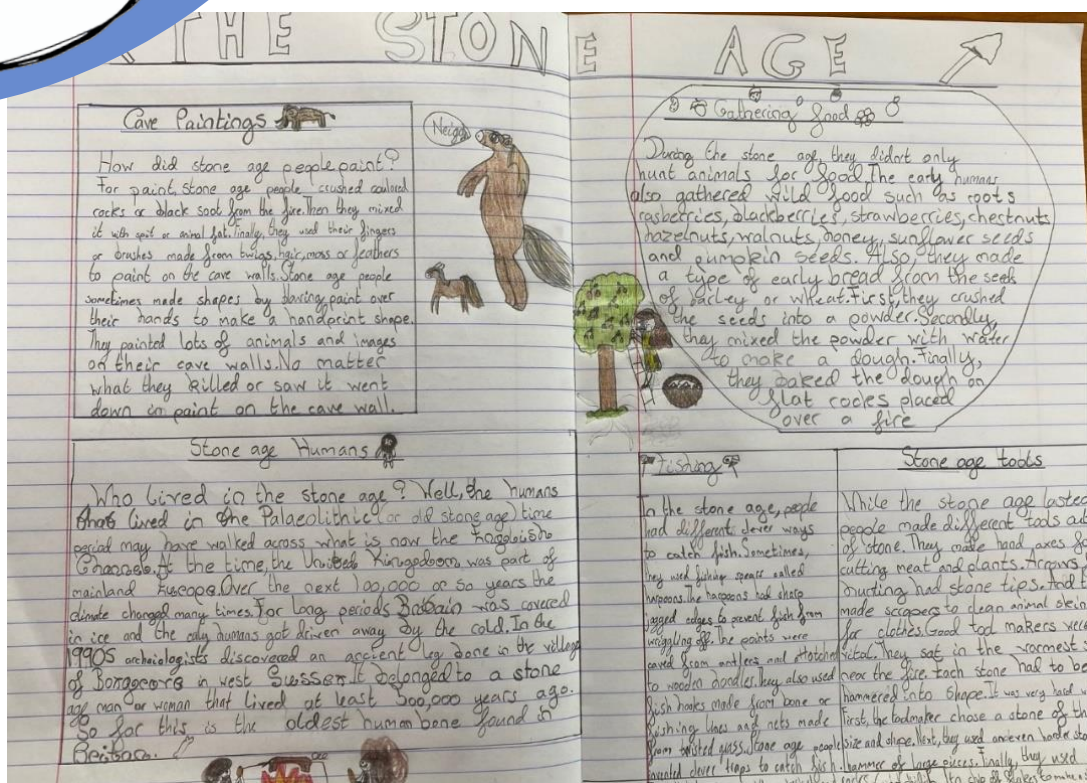 THE STONE AGE
Cave Paintings
How did stone age people paint?
For paint, stone age people crushed coulored
rocks or black soot from the fire. Then they mixed
it with spit or animal fat. Finally, they used their fingers
or brushes made from twigs, hair, moss or feathers
to paint on the cave walls. Stone age people
sometimes made shapes by blowing paint over
their hands to make a handprint shape.
They painted lots of animals and images
on their cave walls. No matter
what they killed or saw it went
down in paint on the cave wall.
Neigh
Gathering food
During the stone age, they didn't only
hunt animals for food. The early humans
also gathered wild food such as roots
rasberries, blackberries, strawberries, chestnuts
hazelnuts, walnuts, honey, sunflower seeds
and pumpkin seeds. Also, they made
a type of early bread from the seeds
of barley or wheat. First, they crushed
the seeds into a powder. Secondly,
they mixed the powder with water
to make a dough. Finally,
they baked the dough on
flat rocks placed
over a fire
Stone age Humans
Who lived in the stone age? Well, the humans
that lived in the Palaeolithic (or old stone age) time
period may have walked across what is now the
Channel. At the time, the United was part of
mainland Europe. Over the next 100,000 or so years the
climate changed many times. For long periods Britain was covered
in ice and the only humans got driven away by the cold. In the
1990s archaiologists discovered an ancient leg bone in the village
of in west Sussex. It belonged to a stone
age man or woman that lived at least 500,000 years ago.
So far this is the oldest human bone found in
Britain.
Fishing
In the stone age, people
had different clever ways
to catch fish. Sometimes,
they used fishing spears called
harpoons. The harpoons had sharp
jagged edges to prevent fish from
wriggling off. The points were
carved from antlers and
to wooden handles. They also used
fish hooks made from bone or
fishing lines and nets made
from twisted grass. Stone age people
invented clever traps to catch fish.
Stone age tools
While the stone age lasted
people made different tools
of stone. They made hand axes
cutting meat and plants. Arrows
hunting had stone tips. And
made scrapers to clean animal
for clothes. Good tool makers were
vital. They sat in the warmest
near the fire. Each stone had to be
hammered into shape. It was very hard
First, the toolmaker chose a stone of the
size and shape. Next, they used an even harder
hammer of large pieces. Finally, they used